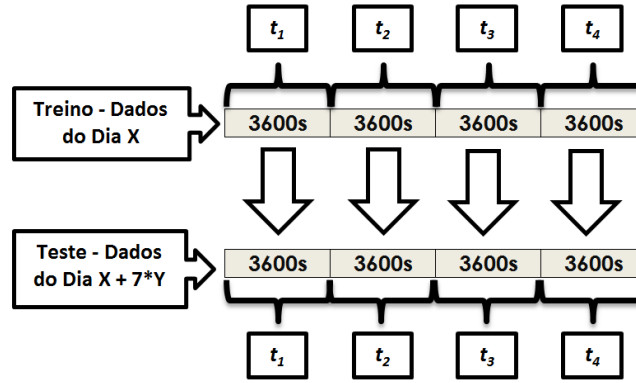 t1 t2 t3 t4
Treino - Dados
do Dia X
3600s 3600s 3600s 3600s
Teste - Dados
do Dia X + 7*Y
3600s 3600s 3600s 3600s
t1 t2 t3 t4